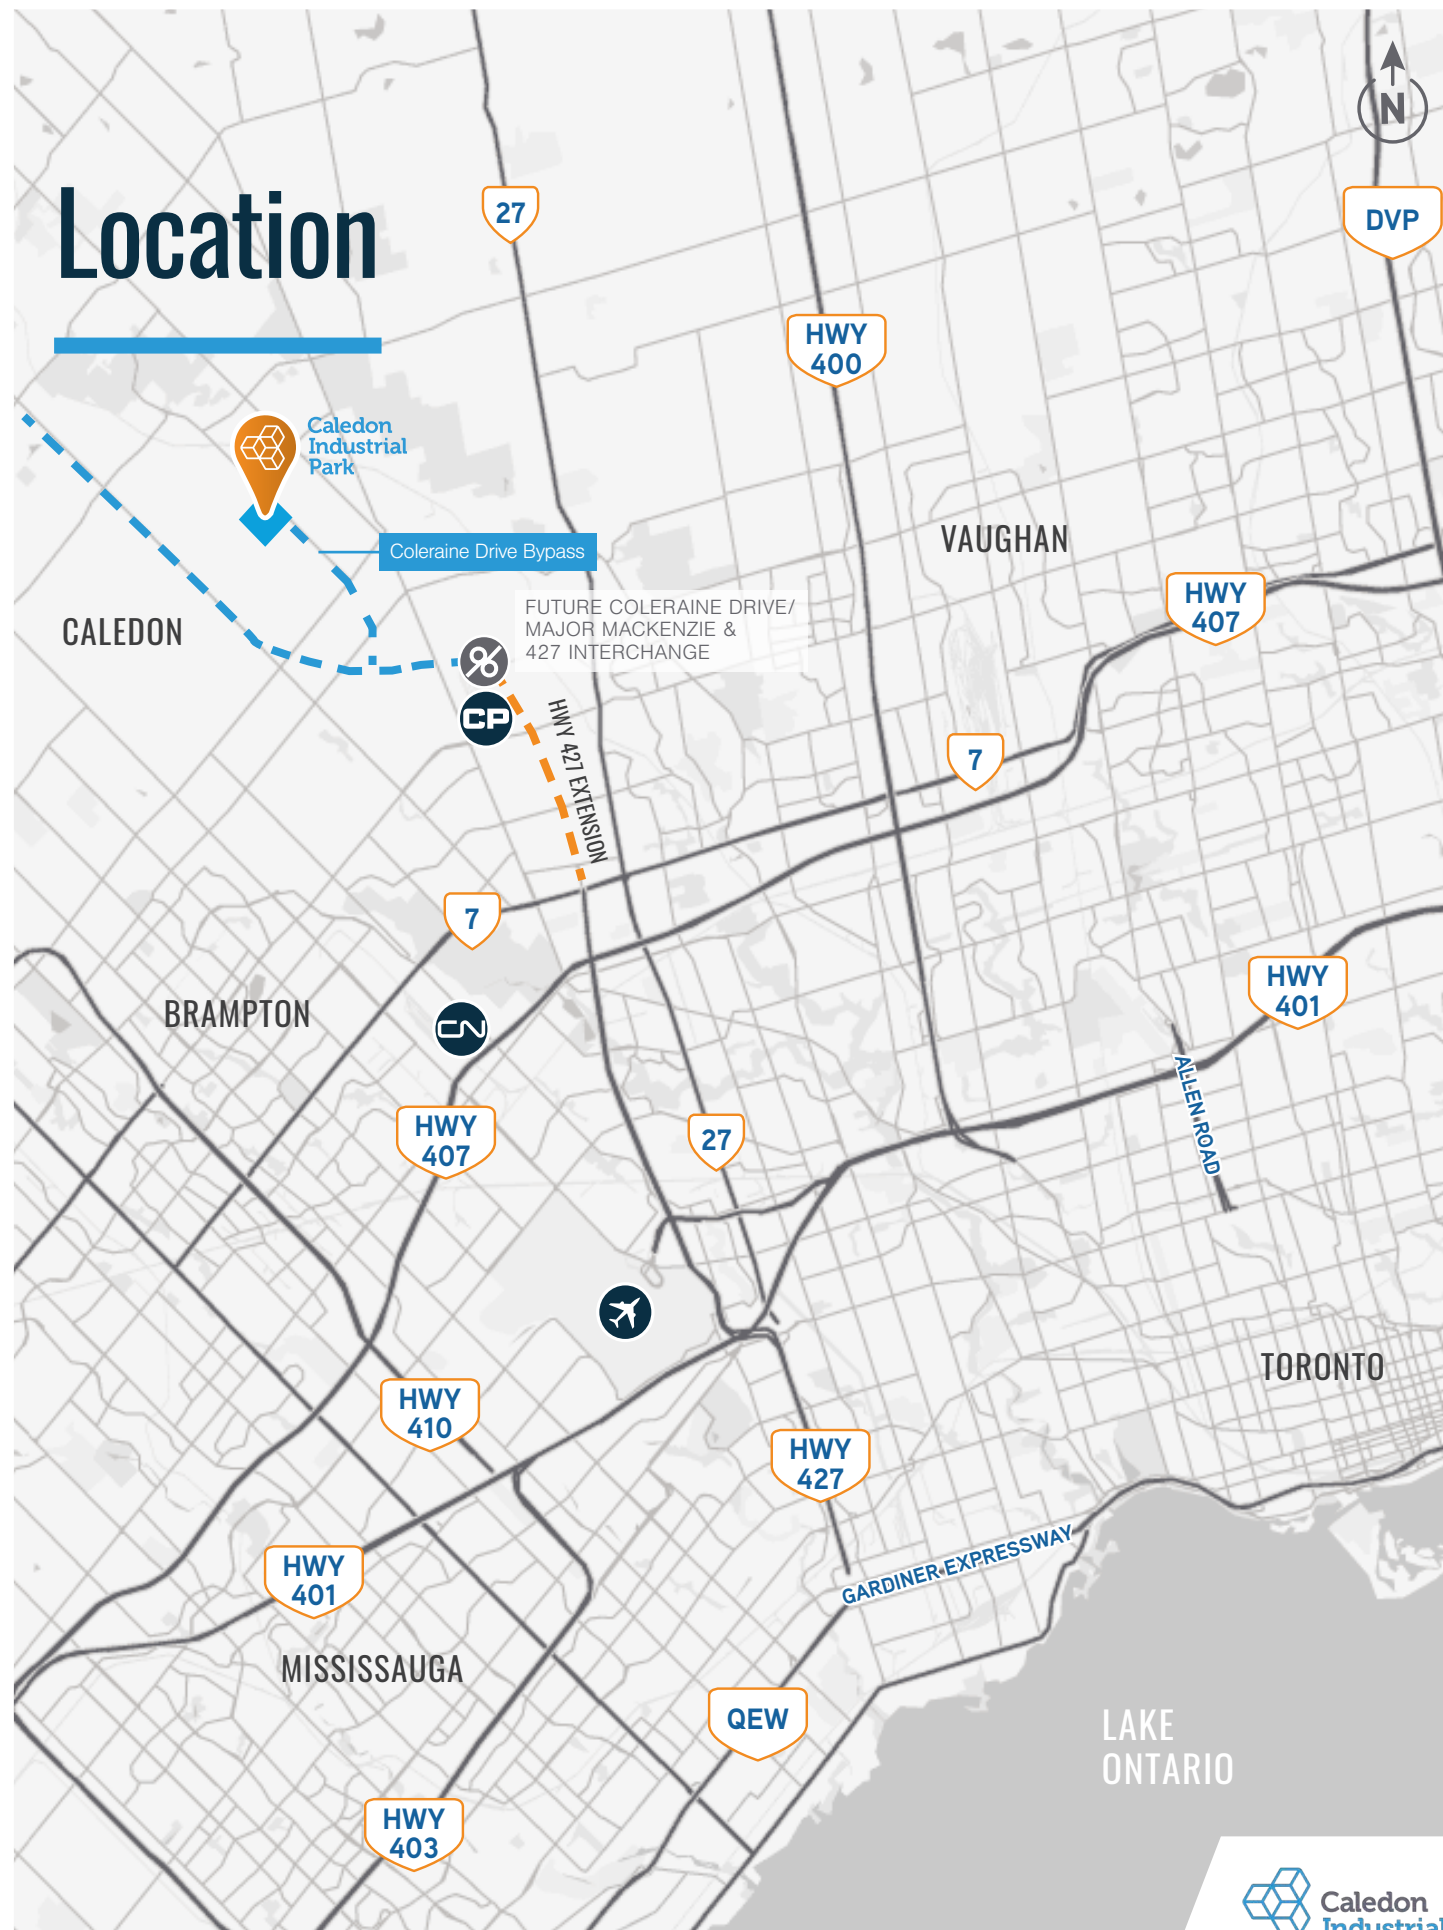 N
27
DVP
Location
HWY
400
Caledon
Industrial
Park
VAUGHAN
Coleraine Drive Bypass
HWY
407
FUTURE COLERAINE DRIVE/
MAJOR MACKENZIE &
427 INTERCHANGE
CALEDON
CP
HWY 427 EXTENSION
7
7
HWY
401
BRAMPTON
CN
ALLEN ROAD
HWY
407
27
TORONTO
HWY
410
HWY
427
GARDINER EXPRESSWAY
HWY
401
MISSISSAUGA
QEW
LAKE
ONTARIO
HWY
403
Caledon
Industrial